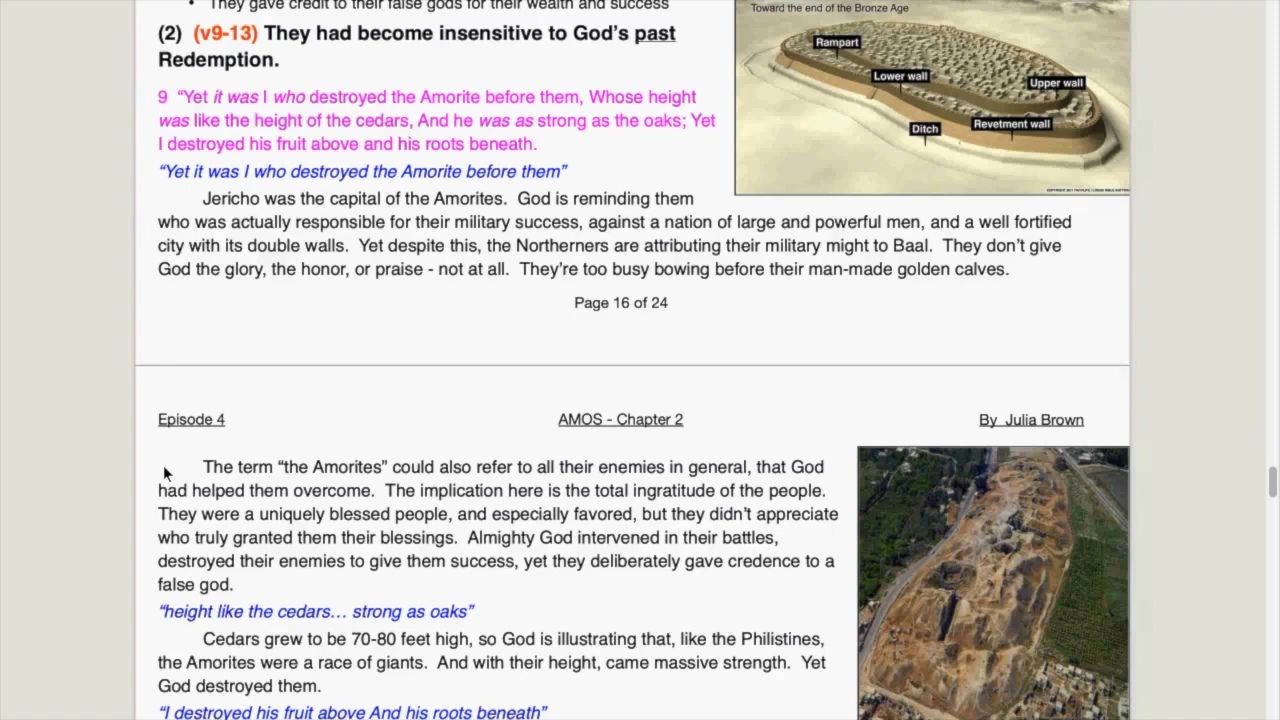 • They gave credit to their false gods for their wealth and success
(2) (v9-13) They had become insensitive to God’s past
Redemption.
9 “Yet it was I who destroyed the Amorite before them, Whose height
was like the height of the cedars, And he was as strong as the oaks; Yet
I destroyed his fruit above and his roots beneath.
“Yet it was I who destroyed the Amorite before them”
Jericho was the capital of the Amorites. God is reminding them
who was actually responsible for their military success, against a nation of large and powerful men, and a well fortified
city with its double walls. Yet despite this, the Northerners are attributing their military might to Baal. They don’t give
God the glory, the honor, or praise - not at all. They’re too busy bowing before their man-made golden calves.
Toward the end of the Bronze Age
Rampart
Lower wall
Upper wall
Ditch
Revetment wall
Page 16 of 24
Episode 4
AMOS - Chapter 2
By Julia Brown
The term “the Amorites” could also refer to all their enemies in general, that God
had helped them overcome. The implication here is the total ingratitude of the people.
They were a uniquely blessed people, and especially favored, but they didn’t appreciate
who truly granted them their blessings. Almighty God intervened in their battles,
destroyed their enemies to give them success, yet they deliberately gave credence to a
false god.
“height like the cedars… strong as oaks”
Cedars grew to be 70-80 feet high, so God is illustrating that, like the Philistines,
the Amorites were a race of giants. And with their height, came massive strength. Yet
God destroyed them.
“I destroyed his fruit above And his roots beneath”